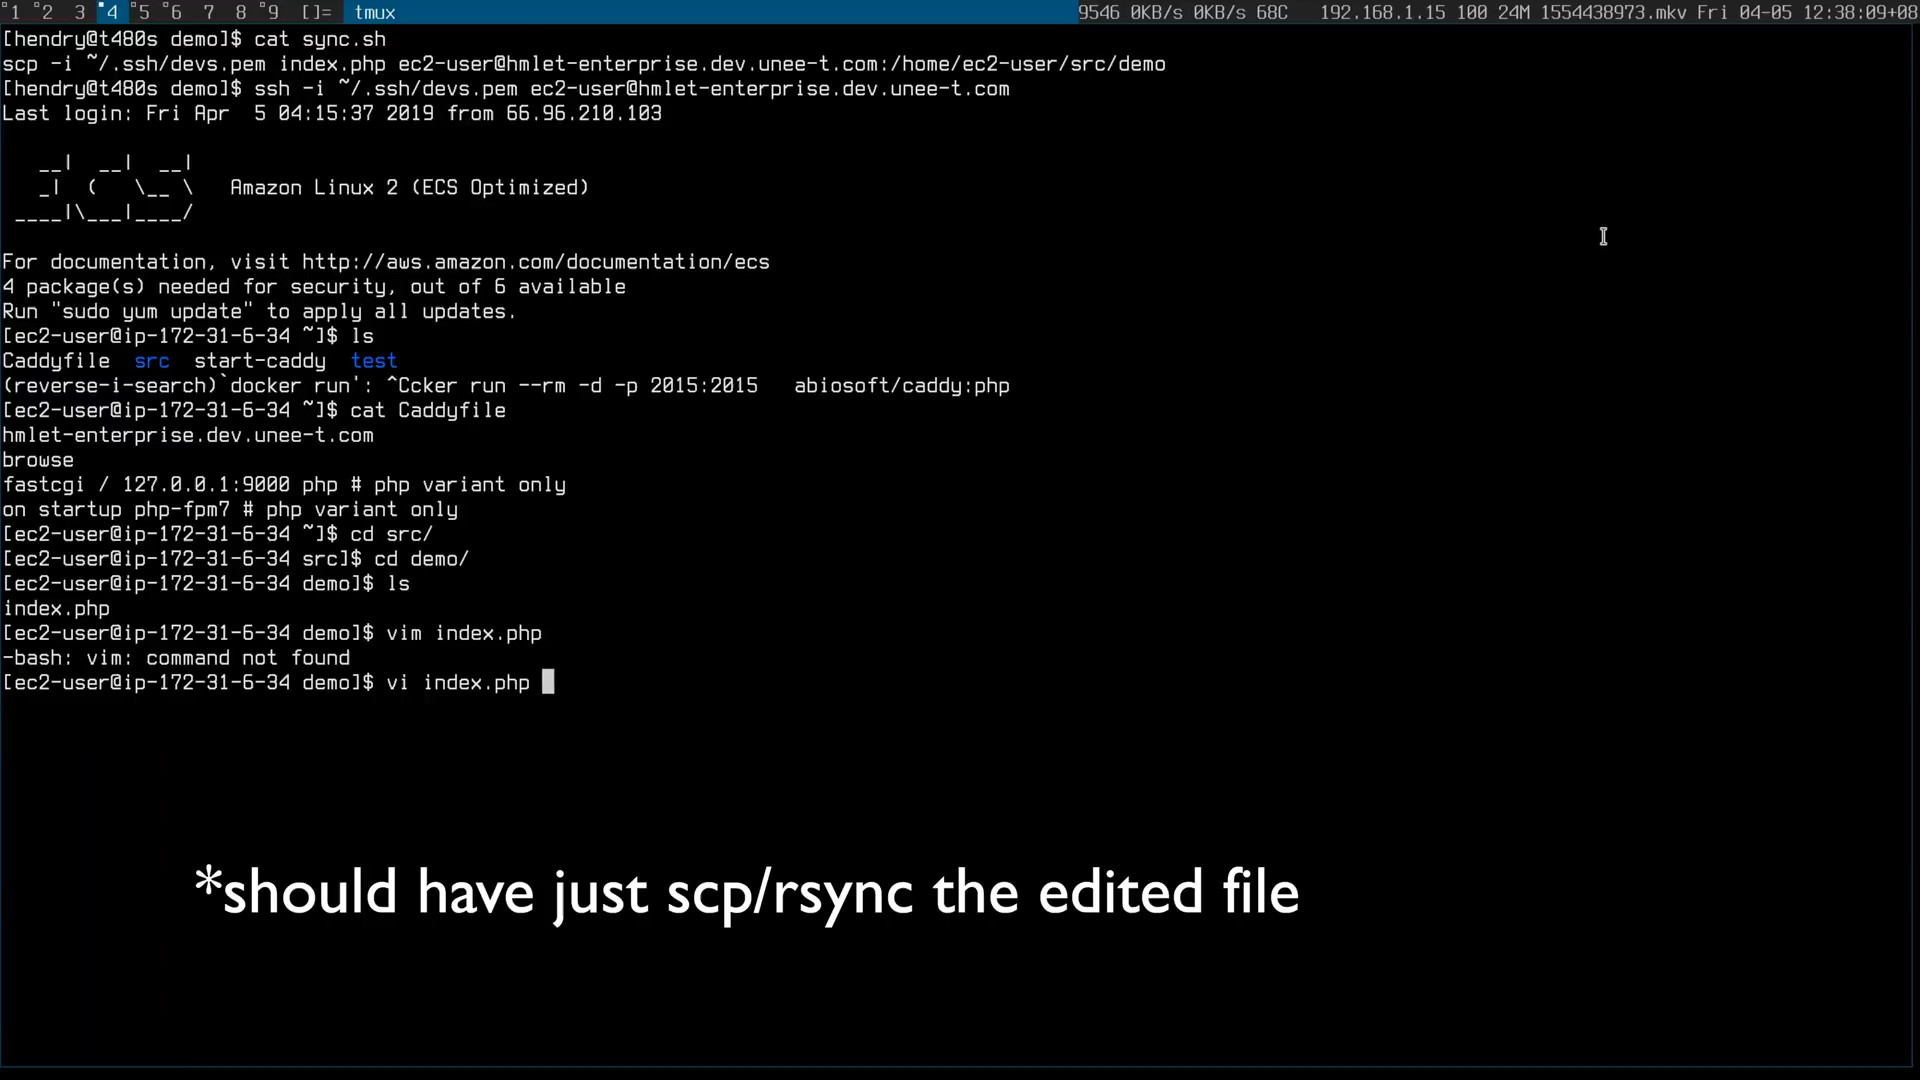 1 2 3 4 5 6 7 8 9 []= tmux 9546 0KB/s 0KB/s 68C 192.168.1.15 100 24M 1554438973.mkv Fri 04-05 12:38:09+08
[hendry@t480s demo]$ cat sync.sh
scp -i ~/.ssh/devs.pem index.php ec2-user@hmlet-enterprise.dev.unee-t.com:/home/ec2-user/src/demo
[hendry@t480s demo]$ ssh -i ~/.ssh/devs.pem ec2-user@hmlet-enterprise.dev.unee-t.com
Last login: Fri Apr  5 04:15:37 2019 from 66.96.210.103
   __|  __|  __|
   _|  (   \__ \   Amazon Linux 2 (ECS Optimized)
 ____|\___|____/
For documentation, visit http://aws.amazon.com/documentation/ecs
4 package(s) needed for security, out of 6 available
Run "sudo yum update" to apply all updates.
[ec2-user@ip-172-31-6-34 ~]$ ls
Caddyfile  src  start-caddy  test
(reverse-i-search)`docker run': ^Ccker run --rm -d -p 2015:2015   abiosoft/caddy:php
[ec2-user@ip-172-31-6-34 ~]$ cat Caddyfile
hmlet-enterprise.dev.unee-t.com
browse
fastcgi / 127.0.0.1:9000 php # php variant only
on startup php-fpm7 # php variant only
[ec2-user@ip-172-31-6-34 ~]$ cd src/
[ec2-user@ip-172-31-6-34 src]$ cd demo/
[ec2-user@ip-172-31-6-34 demo]$ ls
index.php
[ec2-user@ip-172-31-6-34 demo]$ vim index.php
-bash: vim: command not found
[ec2-user@ip-172-31-6-34 demo]$ vi index.php
*should have just scp/rsync the edited file